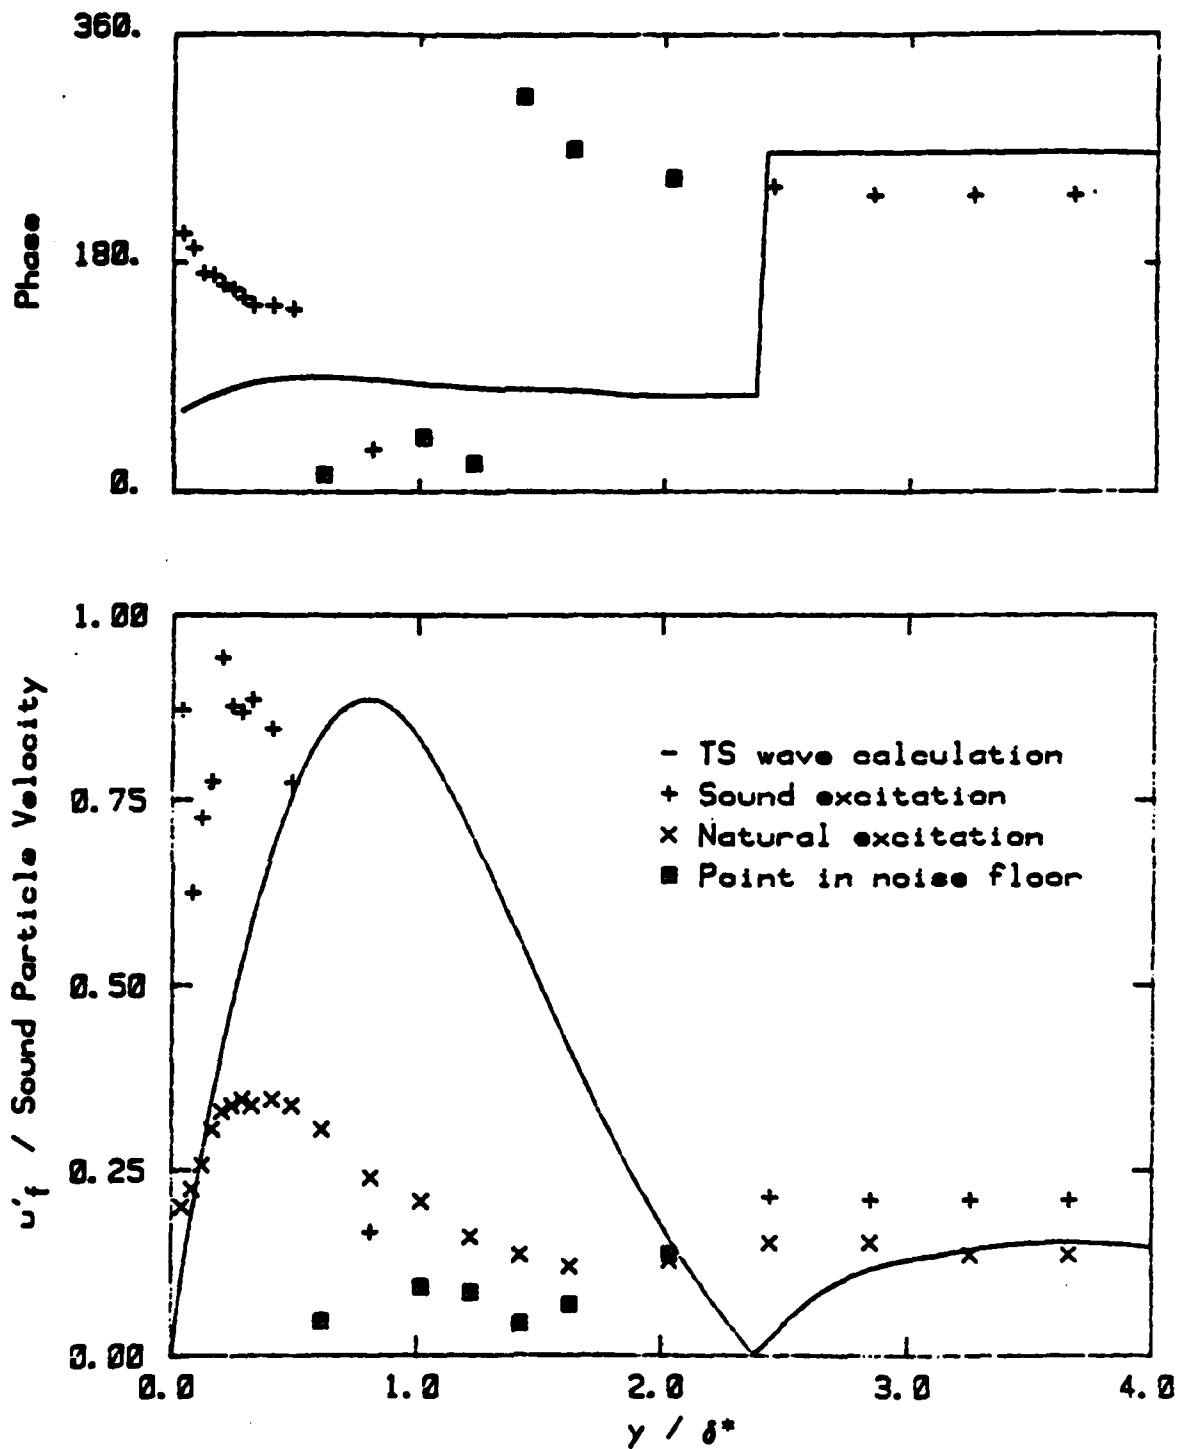 360.
Phase
180.
0.
1.00
u'f / Sound Particle Velocity
0.75
0.50
0.25
0.00
— TS wave calculation
+ Sound excitation
× Natural excitation
■ Point in noise floor
0.0 1.0 2.0 3.0 4.0
y / δ*